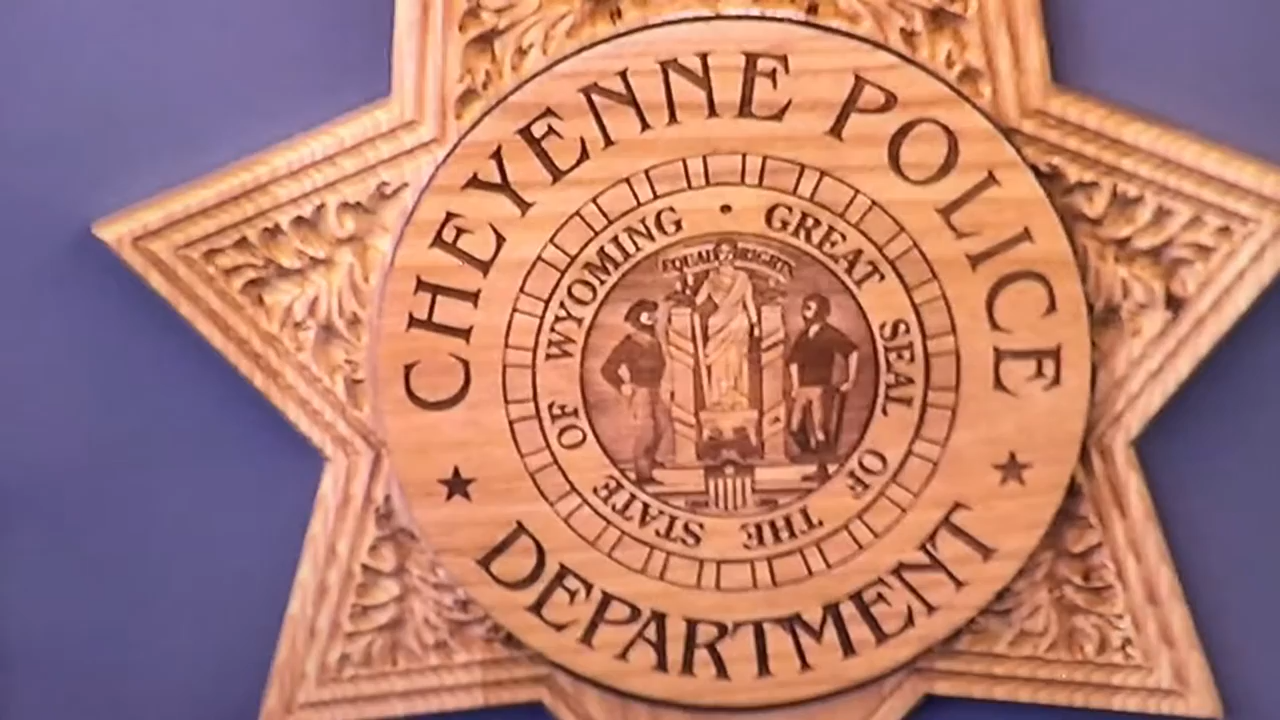 CHEYENNE POLICE
DEPARTMENT
GREAT SEAL OF THE STATE OF WYOMING
EQUAL RIGHTS